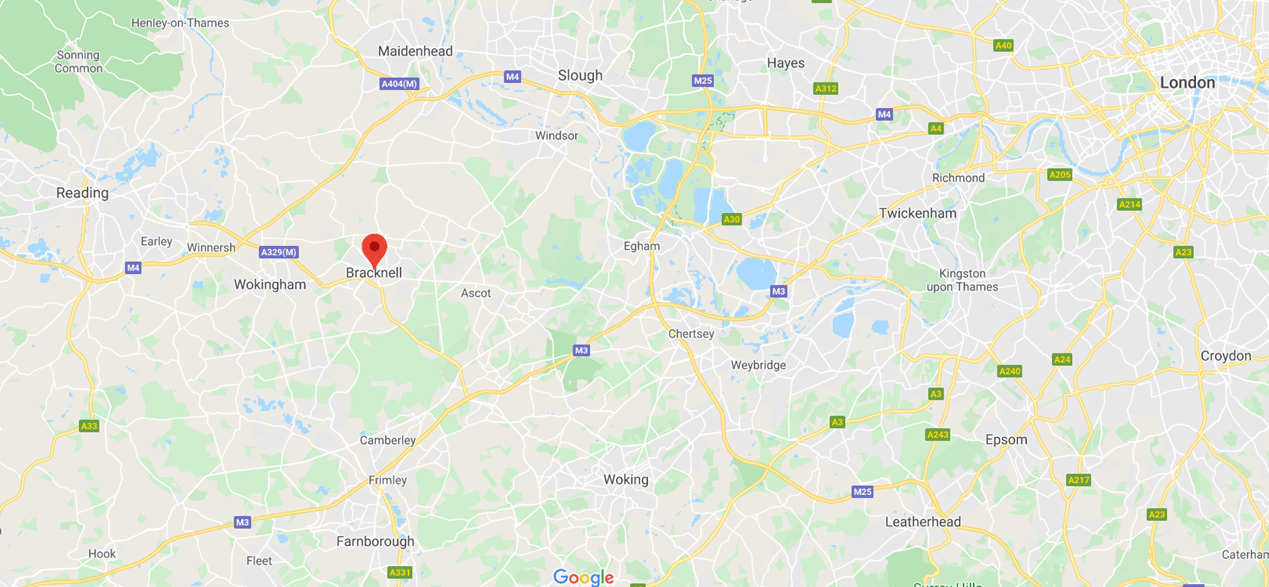 Henley-on-Thames
Maidenhead
A40
Sonning
Common
Hayes
Slough
M4
M25
London
A404(M)
A312
M4
A4
Windsor
Richmond
A205
Reading
A214
Twickenham
A30
Earley
Winnersh
A329(M)
Egham
A23
M4
Bracknell
Kingston
upon Thames
Wokingham
Ascot
M3
Chertsey
M3
Croydon
Weybridge
A24
A240
A3
A3
A33
A243
Camberley
Epsom
Frimley
Woking
A217
M25
M3
A23
Leatherhead
Farnborough
Hook
Fleet
Caterham
A331
Google